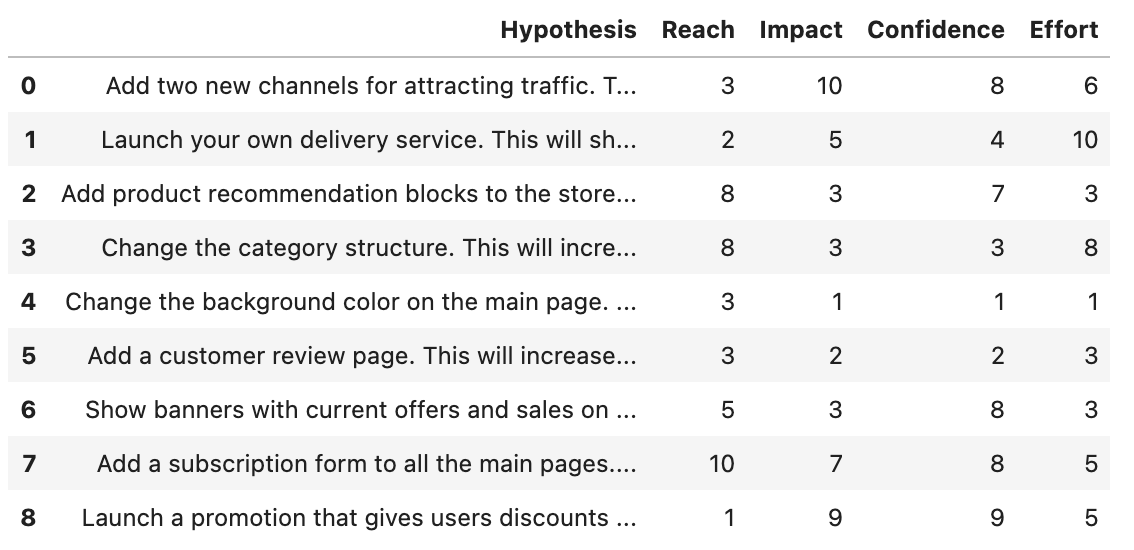 Hypothesis Reach Impact Confidence Effort
0 Add two new channels for attracting traffic. T... 3 10 8 6
1 Launch your own delivery service. This will sh... 2 5 4 10
2 Add product recommendation blocks to the store... 8 3 7 3
3 Change the category structure. This will incre... 8 3 3 8
4 Change the background color on the main page. ... 3 1 1 1
5 Add a customer review page. This will increase... 3 2 2 3
6 Show banners with current offers and sales on ... 5 3 8 3
7 Add a subscription form to all the main pages.... 10 7 8 5
8 Launch a promotion that gives users discounts ... 1 9 9 5